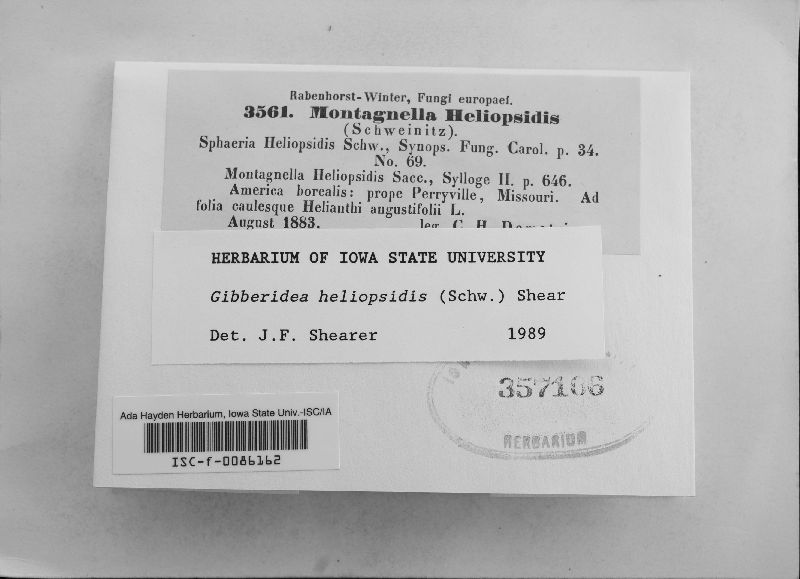 Rabenhorst-Winter, Fungi europaei.
3561. Montagnella Heliopsidis
(Schweinitz).
Sphaeria Heliopsidis Schw., Synops. Fung. Carol. p. 34.
No. 69.
Montagnella Heliopsidis Sacc., Sylloge II. p. 646.
America borealis: prope Perryville, Missouri. Ad
folia caulesque Helianthi angustifolii L.
August 1883. leg. C. H.
HERBARIUM OF IOWA STATE UNIVERSITY
Gibberidea heliopsidis (Schw.) Shear
Det. J.F. Shearer 1989
357166
HERBARIUM
Ada Hayden Herbarium, Iowa State Univ.-ISC/IA
ISC-f-0086162